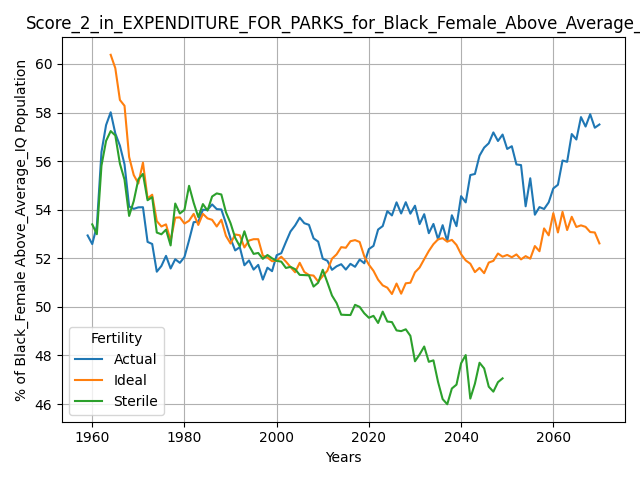 Score_2_in_EXPENDITURE_FOR_PARKS_for_Black_Female_Above_Average_
% of Black_Female Above_Average_IQ Population
60
58
56
54
52
50
48
46
Fertility
Actual
Ideal
Sterile
1960 1980 2000 2020 2040 2060
Years